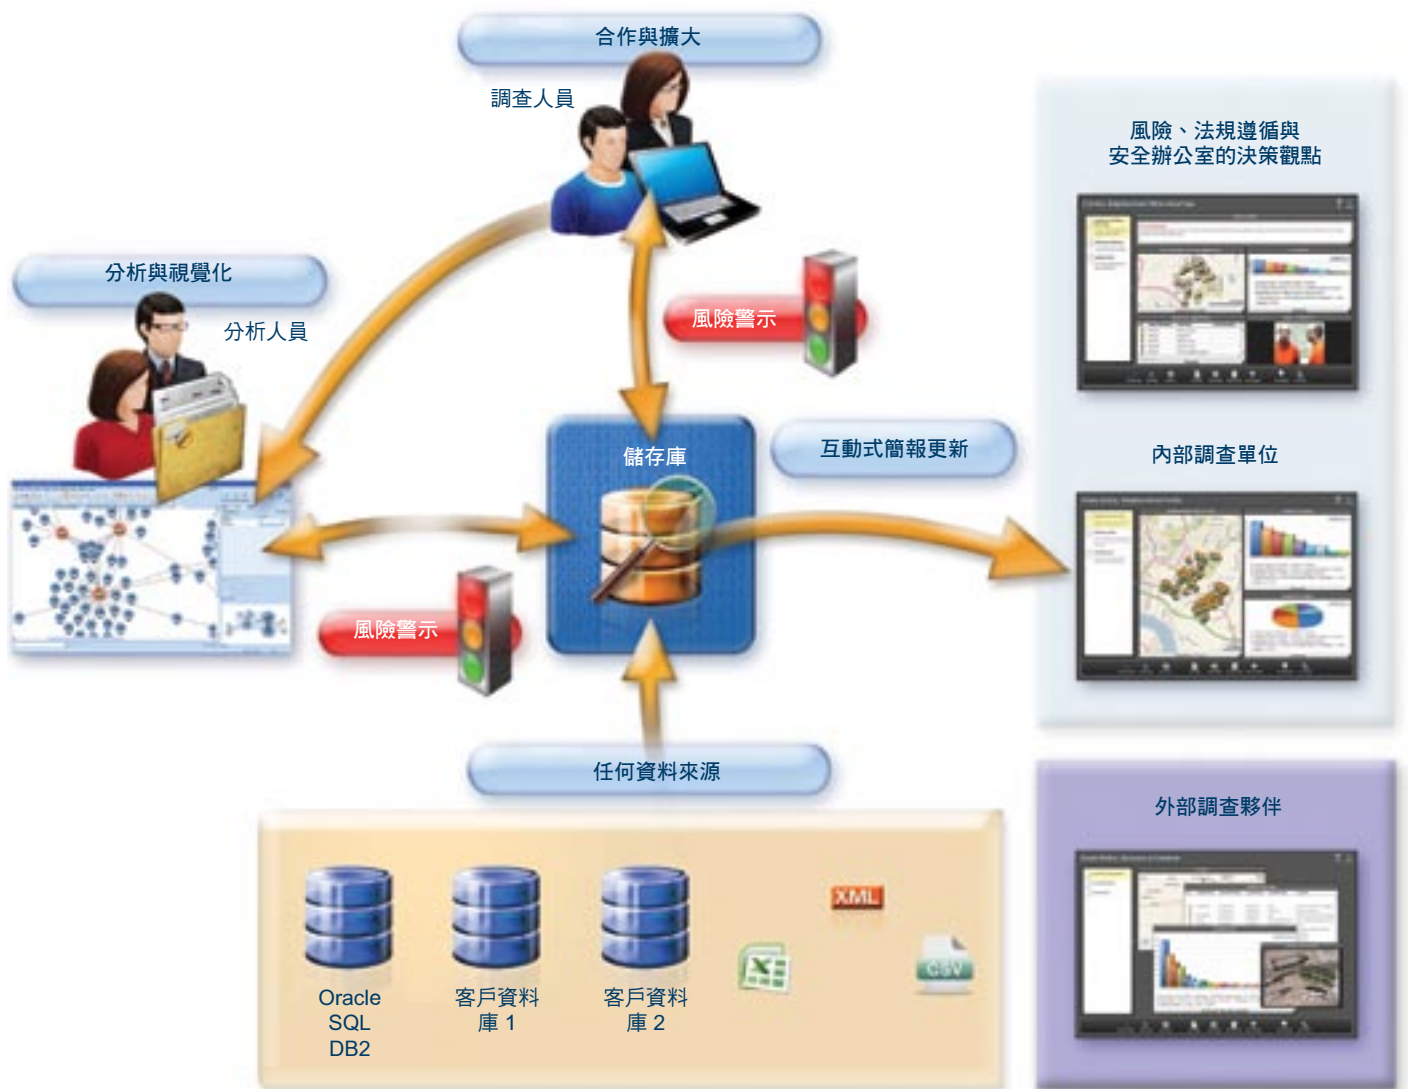 合作與擴大
調查人員
風險、法規遵循與
安全辦公室的決策觀點
分析與視覺化
分析人員
風險警示
儲存庫
互動式簡報更新
內部調查單位
風險警示
任何資料來源
外部調查夥伴
XML
CSV
Oracle
SQL
DB2
客戶資料
庫 1
客戶資料
庫 2